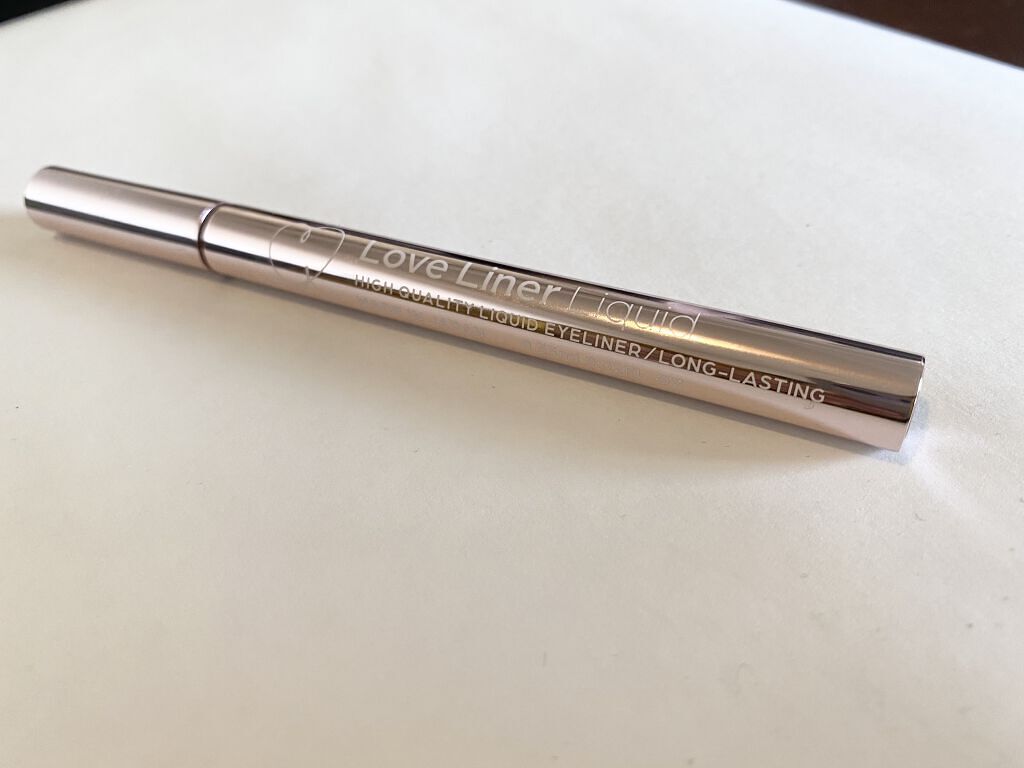 Love Liner Liquid
HIGH QUALITY LIQUID EYELINER/LONG-LASTING